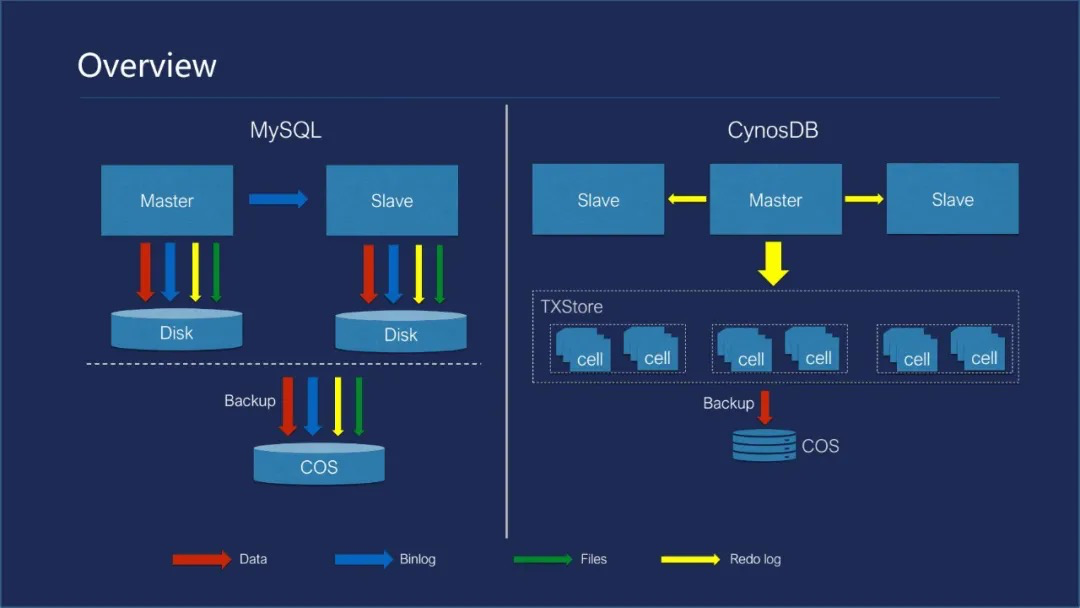 Overview
MySQL
Master
Slave
Disk
Disk
Backup
COS
CynosDB
Slave
Master
Slave
TXStore
cell
cell
cell
cell
cell
cell
Backup
COS
Data
Binlog
Files
Redo log